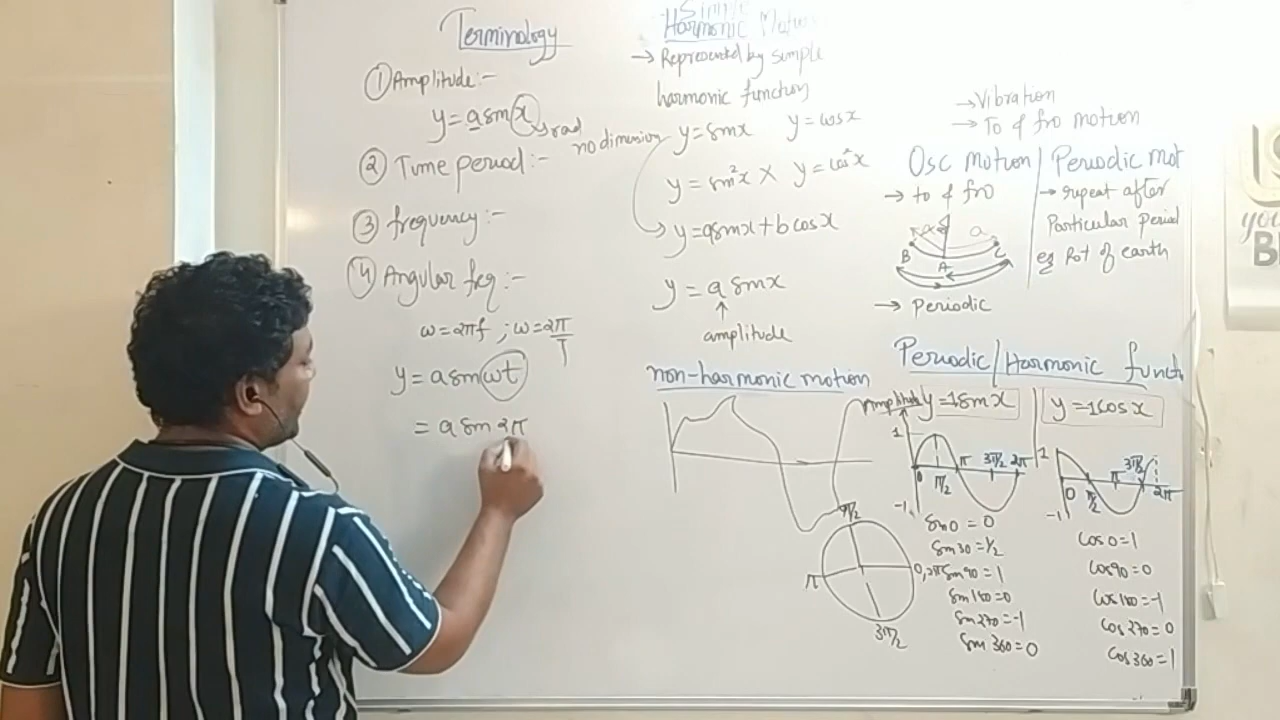 Terminology
① Amplitude:-
y = a sin x → rad
no dimension
② Time period:-
③ frequency:-
④ Angular freq:-
ω = 2πf ; ω = 2π/T
y = a sin ωt
= a sin 2π
Harmonic
→ Represented by simple
harmonic function
y = sin x y = cos x
y = sin²x X y = cos²x
y = a sin x + b cos x
y = a sin x
amplitude
non-harmonic motion
→ Vibration
→ To & fro motion
Osc Motion | Periodic Mot
→ to & fro
B A C a
→ Periodic
→ repeat after
Particular period
eg Rot of earth
Periodic/Harmonic funct
Amplitude y = 1 sin x
1 0 π/2 π 3π/2 2π -1
y = 1 cos x
1 0 π/2 π 3π/2 2π -1
π/2
π 0, 2π
3π/2
sin 0 = 0
sin 30 = 1/2
sin 90 = 1
sin 180 = 0
sin 270 = -1
sin 360 = 0
cos 0 = 1
cos 90 = 0
cos 180 = -1
cos 270 = 0
cos 360 = 1
you
B